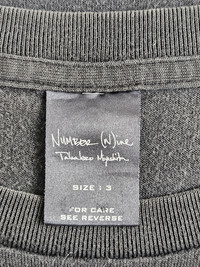 NUMBER (N)INE
Takahiro Miyashita
SIZE : 3
FOR CARE
SEE REVERSE